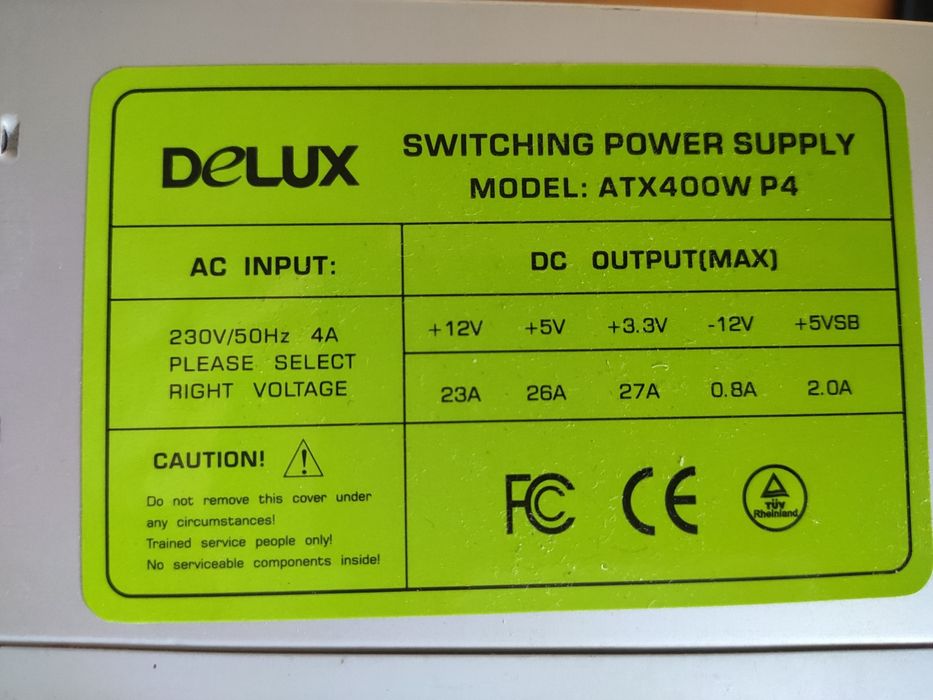 DeLUX
SWITCHING POWER SUPPLY
MODEL: ATX400W P4
AC INPUT:
DC OUTPUT(MAX)
230V/50Hz 4A
PLEASE SELECT
RIGHT VOLTAGE
+12V +5V +3.3V -12V +5VSB
23A 26A 27A 0.8A 2.0A
CAUTION!
Do not remove this cover under
any circumstances!
Trained service people only!
No serviceable components inside!
FC CE
TÜV
Rheinland